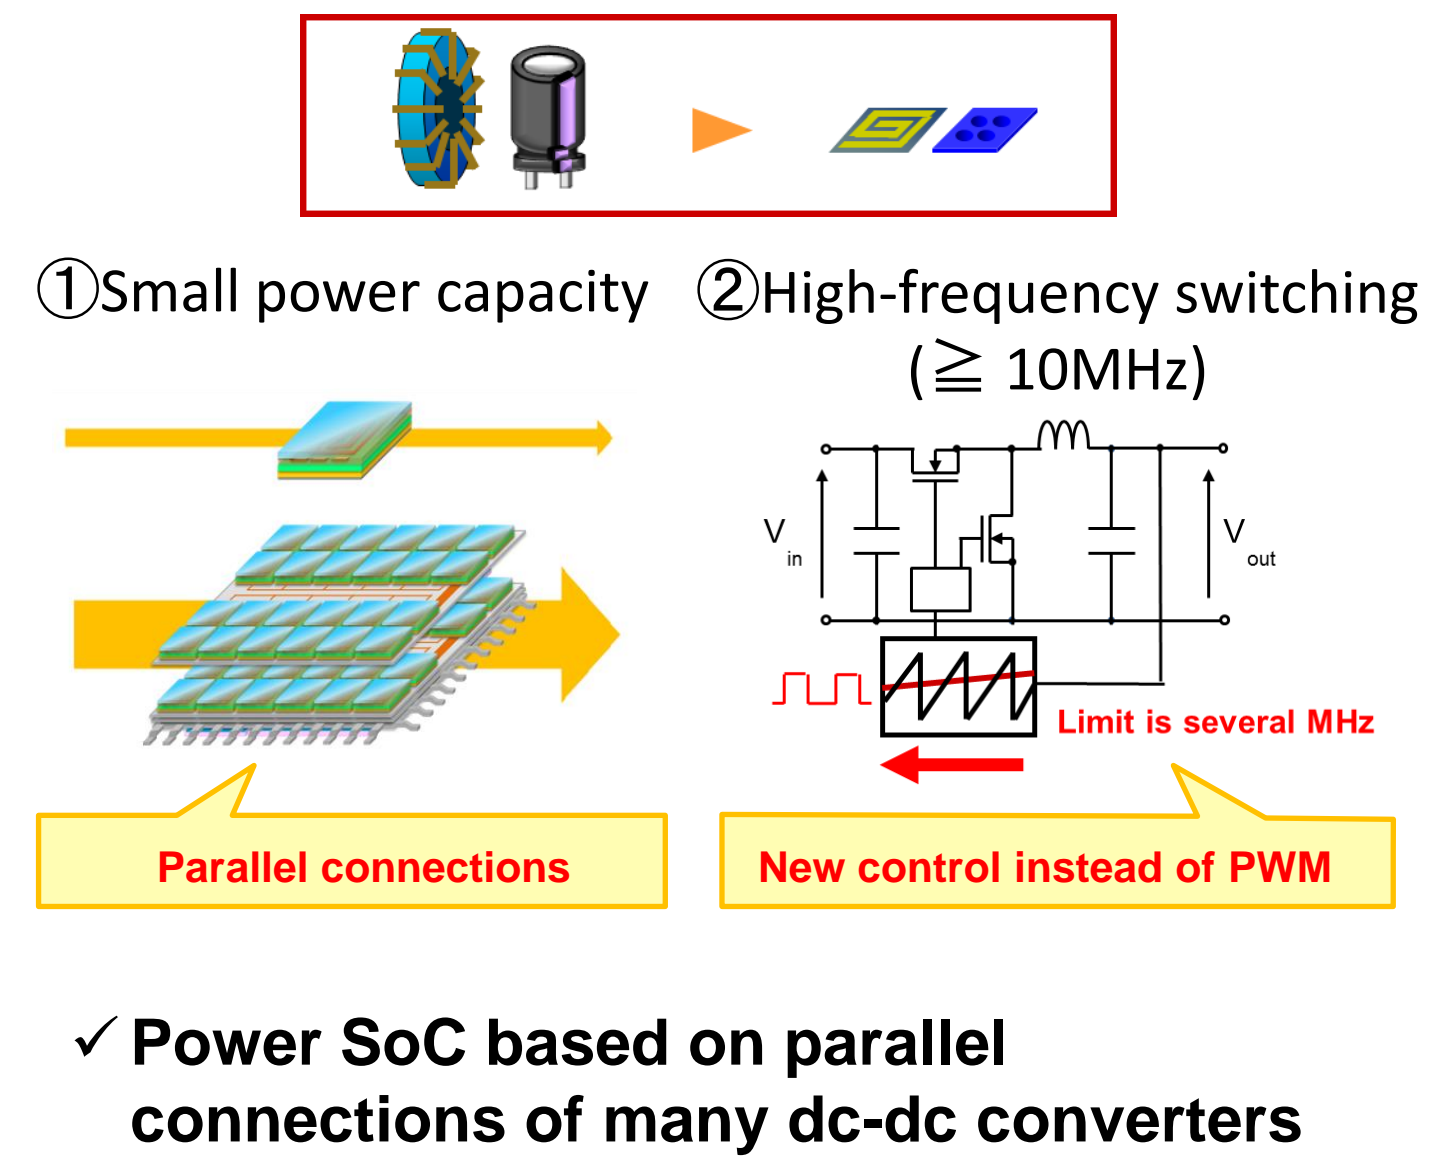 ①Small power capacity
②High-frequency switching
(≧ 10MHz)
V
in
V
out
Limit is several MHz
Parallel connections
New control instead of PWM
✓ Power SoC based on parallel
connections of many dc-dc converters